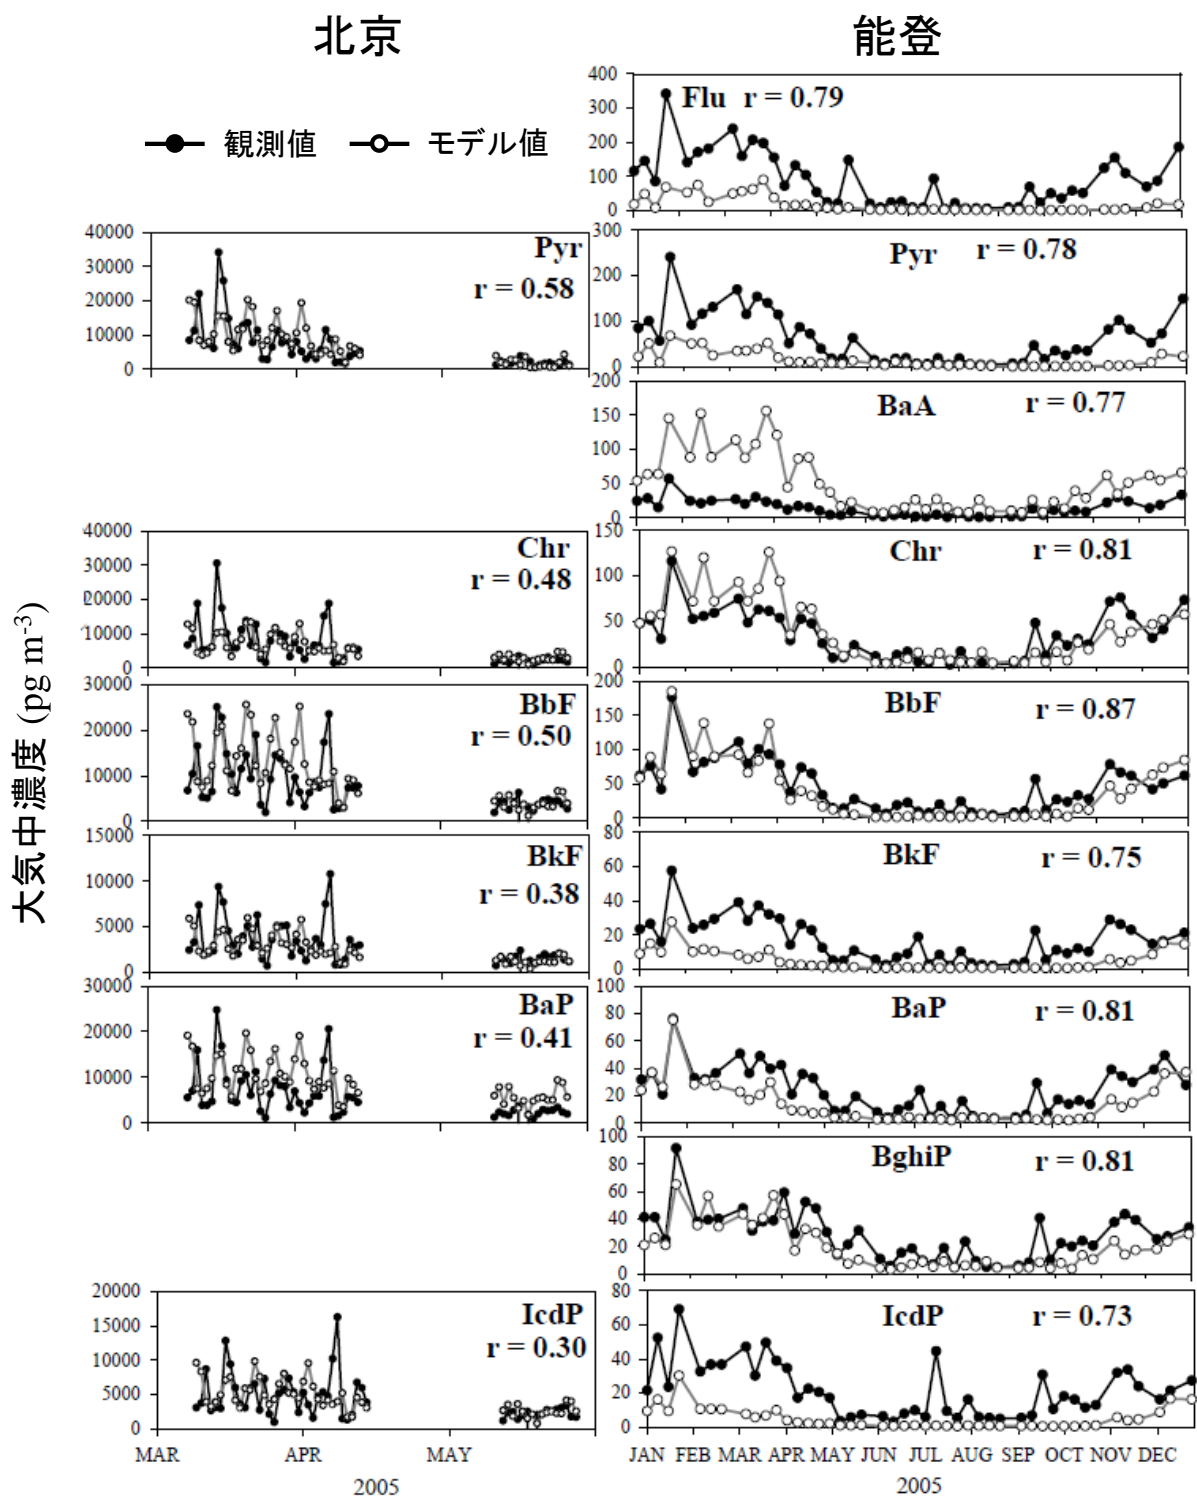 北京
能登
観測値
モデル値
大気中濃度 (pg m-3)
400
300
200
100
0
Flu r = 0.79
40000
30000
20000
10000
0
Pyr
r = 0.58
300
200
100
0
Pyr r = 0.78
200
150
100
50
0
BaA r = 0.77
40000
30000
20000
10000
0
Chr
r = 0.48
150
100
50
0
Chr r = 0.81
30000
20000
10000
0
BbF
r = 0.50
200
150
100
50
0
BbF r = 0.87
15000
10000
5000
0
BkF
r = 0.38
80
60
40
20
0
BkF r = 0.75
30000
20000
10000
0
BaP
r = 0.41
100
80
60
40
20
0
BaP r = 0.81
100
80
60
40
20
0
BghiP r = 0.81
20000
15000
10000
5000
0
IcdP
r = 0.30
MAR APR MAY
2005
80
60
40
20
0
IcdP r = 0.73
JAN FEB MAR APR MAY JUN JUL AUG SEP OCT NOV DEC
2005